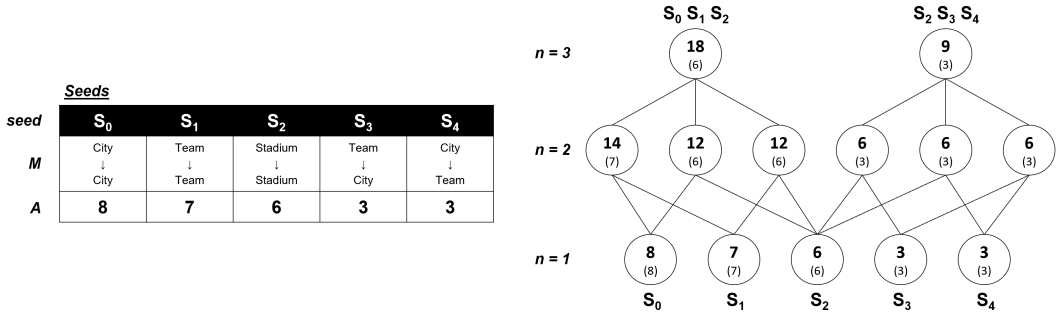 Seeds
seed S₀ S₁ S₂ S₃ S₄
M
City ↓ City
Team ↓ Team
Stadium ↓ Stadium
Team ↓ City
City ↓ Team
A 8 7 6 3 3
S₀ S₁ S₂ S₂ S₃ S₄
n = 3
18 9
(6) (3)
n = 2
14 12 12 6 6 6
(7) (6) (6) (3) (3) (3)
n = 1
8 7 6 3 3
(8) (7) (6) (3) (3)
S₀ S₁ S₂ S₃ S₄